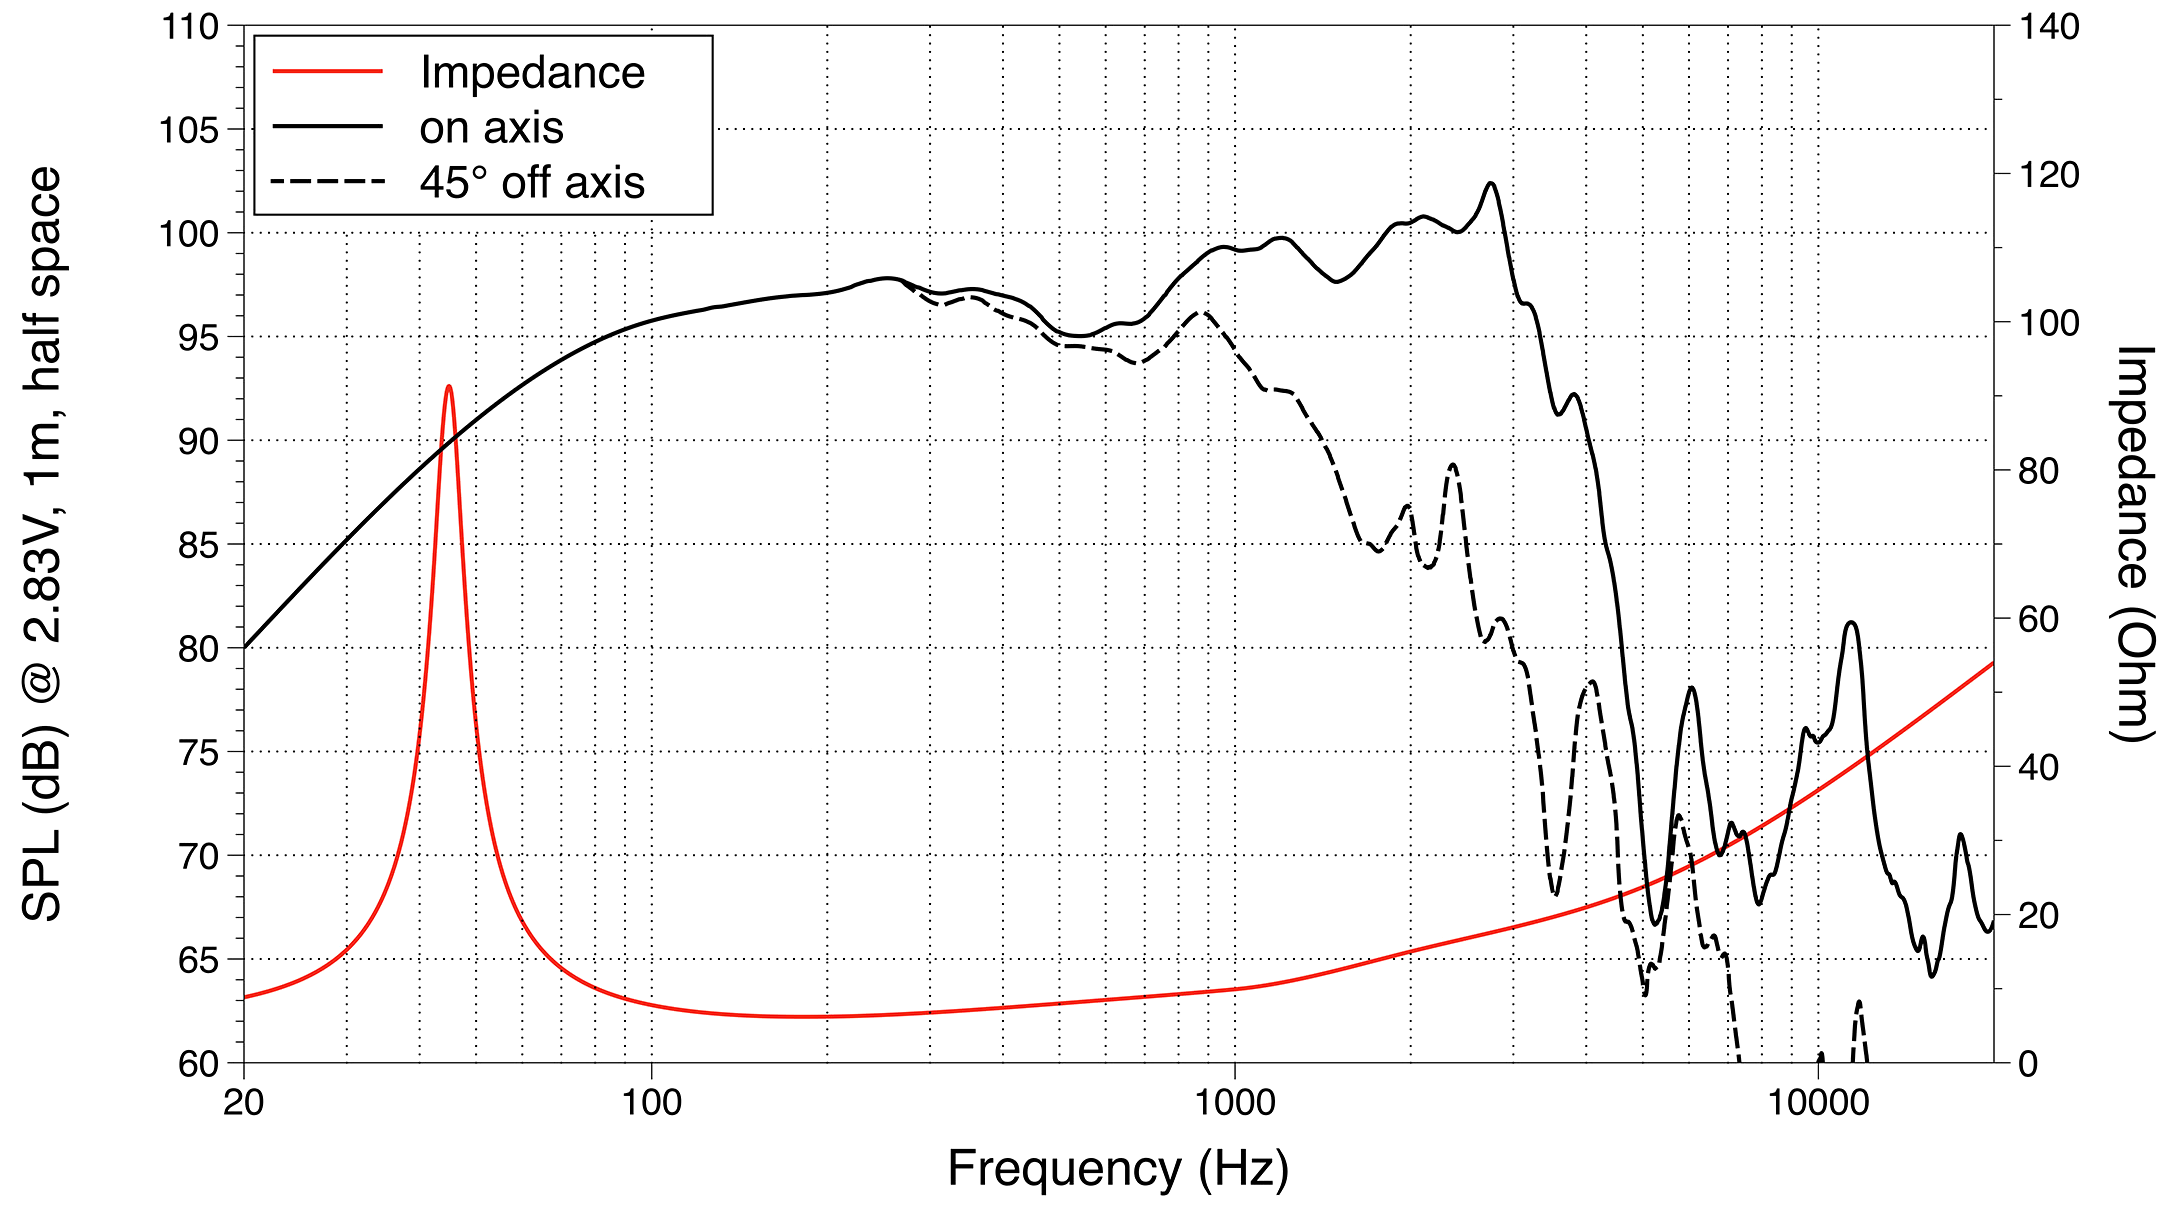 Impedance
on axis
45° off axis
SPL (dB) @ 2.83V, 1m, half space
110
105
100
95
90
85
80
75
70
65
60
140
120
100
80
60
40
20
0
Impedance (Ohm)
20 100 1000 10000
Frequency (Hz)